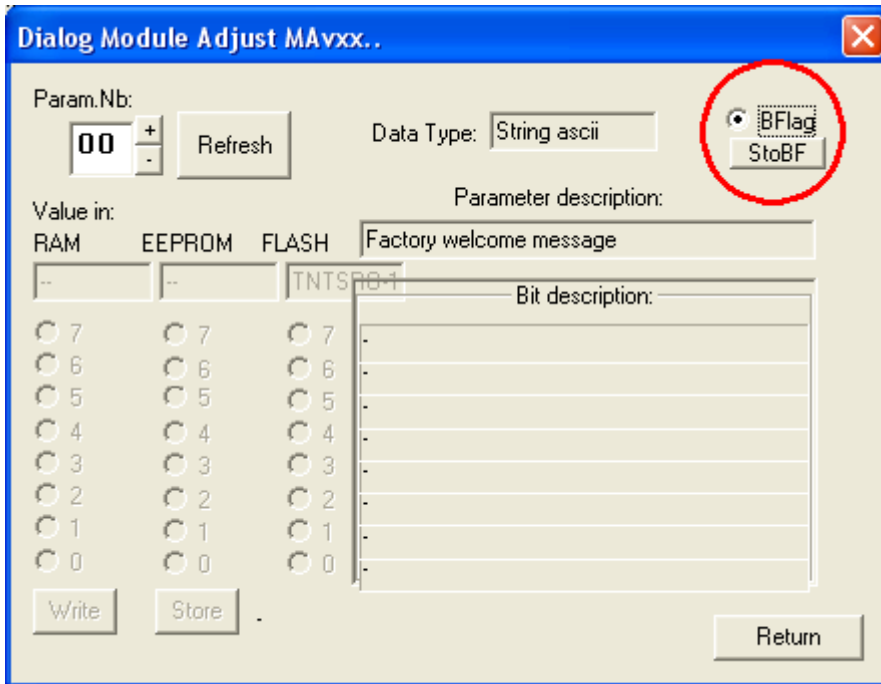 Dialog Module Adjust MAvxx..
Param.Nb:
00
+
-
Refresh
Data Type:
String ascii
BFlag
StoBF
Parameter description:
Factory welcome message
Value in:
RAM EEPROM FLASH
-- -- TNTSRO-1
Bit description:
7 7 7 -
6 6 6 -
5 5 5 -
4 4 4 -
3 3 3 -
2 2 2 -
1 1 1 -
0 0 0 -
Write Store -
Return